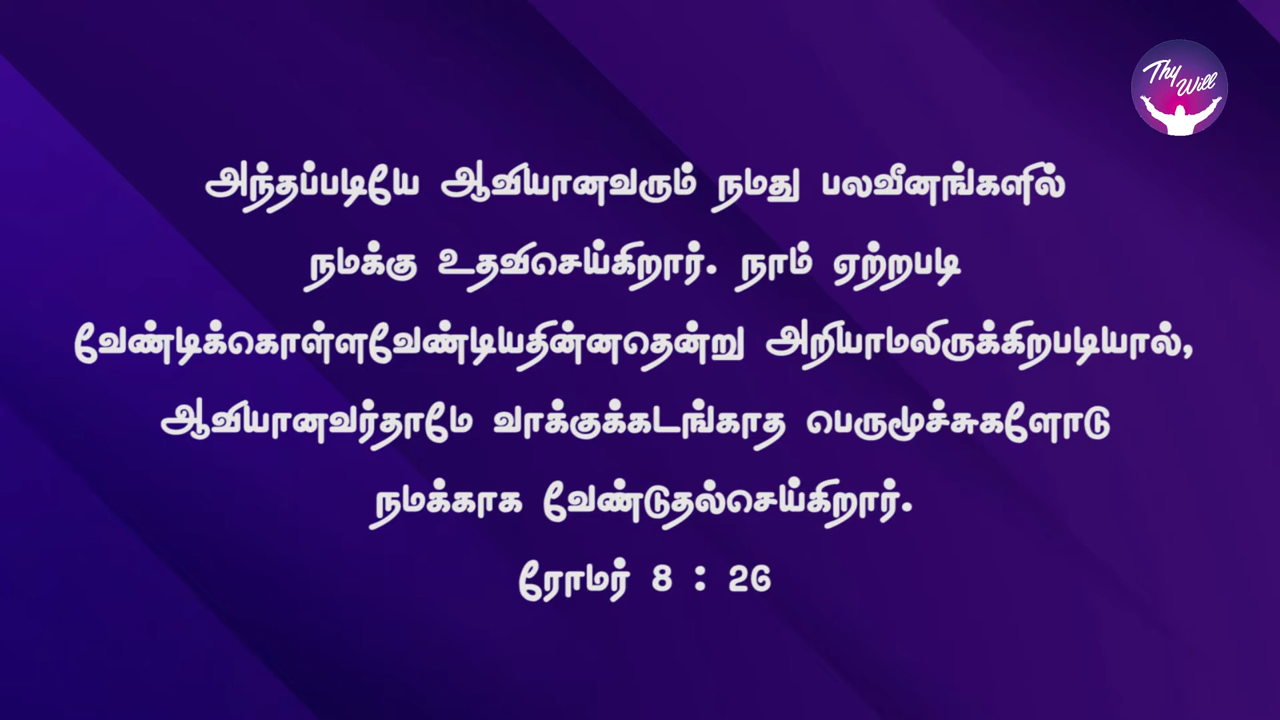 Thy Will
அந்தப்படியே ஆவியானவரும் நமது பலவீனங்களில்
நமக்கு உதவிசெய்கிறார். நாம் ஏற்றபடி
வேண்டிக்கொள்ளவேண்டியதின்னதென்று அறியாமலிருக்கிறபடியால்,
ஆவியானவர்தாமே வாக்குக்கடங்காத பெருமூச்சுகளோடு
நமக்காக வேண்டுதல்செய்கிறார்.
ரோமர் 8 : 26